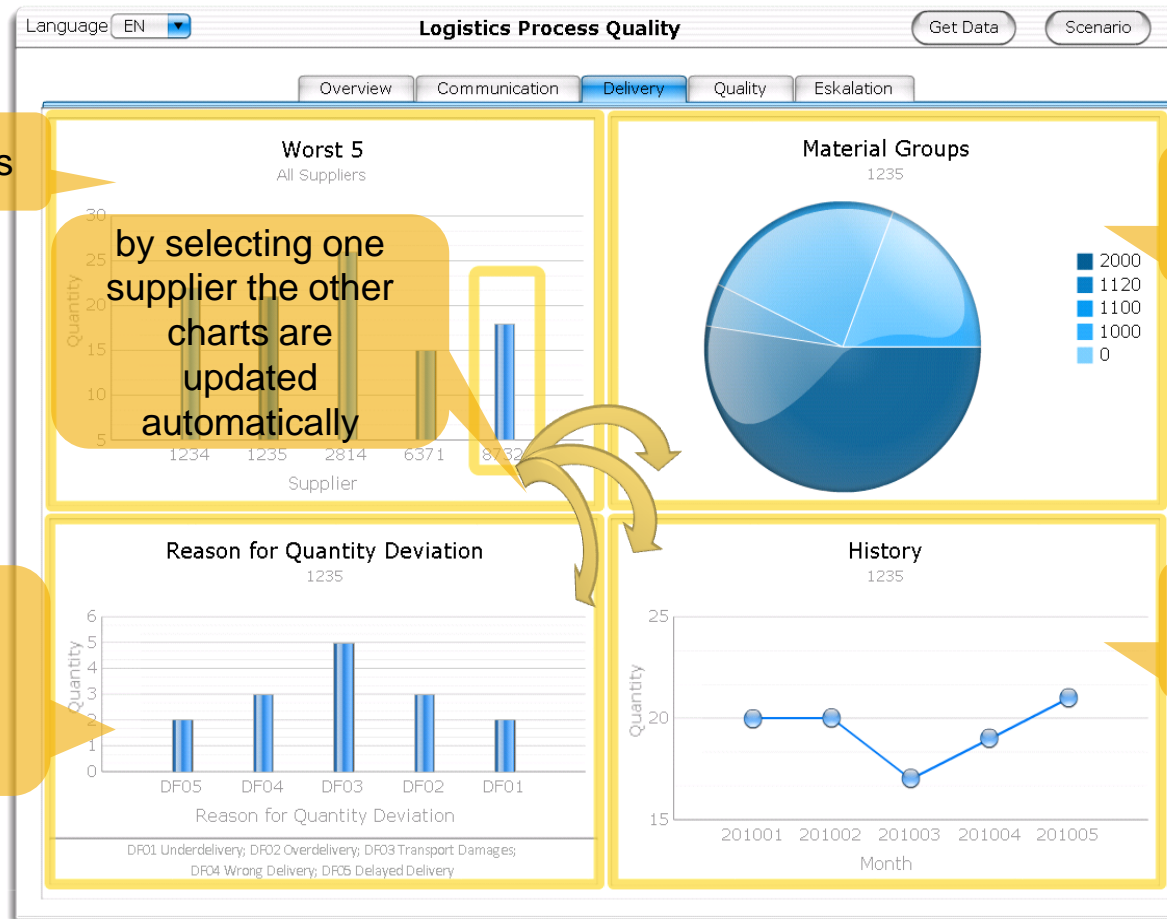 Language EN
Logistics Process Quality
Get Data
Scenario
Overview
Communication
Delivery
Quality
Eskalation
s
Worst 5
All Suppliers
30
25
20
15
10
5
Quantity
1234 1235 2814 6371 8732
Supplier
by selecting one
supplier the other
charts are
updated
automatically
Material Groups
1235
2000
1120
1100
1000
0
Reason for Quantity Deviation
1235
6
5
4
3
2
1
0
Quantity
DF05 DF04 DF03 DF02 DF01
Reason for Quantity Deviation
DF01 Underdelivery; DF02 Overdelivery; DF03 Transport Damages;
DF04 Wrong Delivery; DF05 Delayed Delivery
History
1235
25
20
15
Quantity
201001 201002 201003 201004 201005
Month